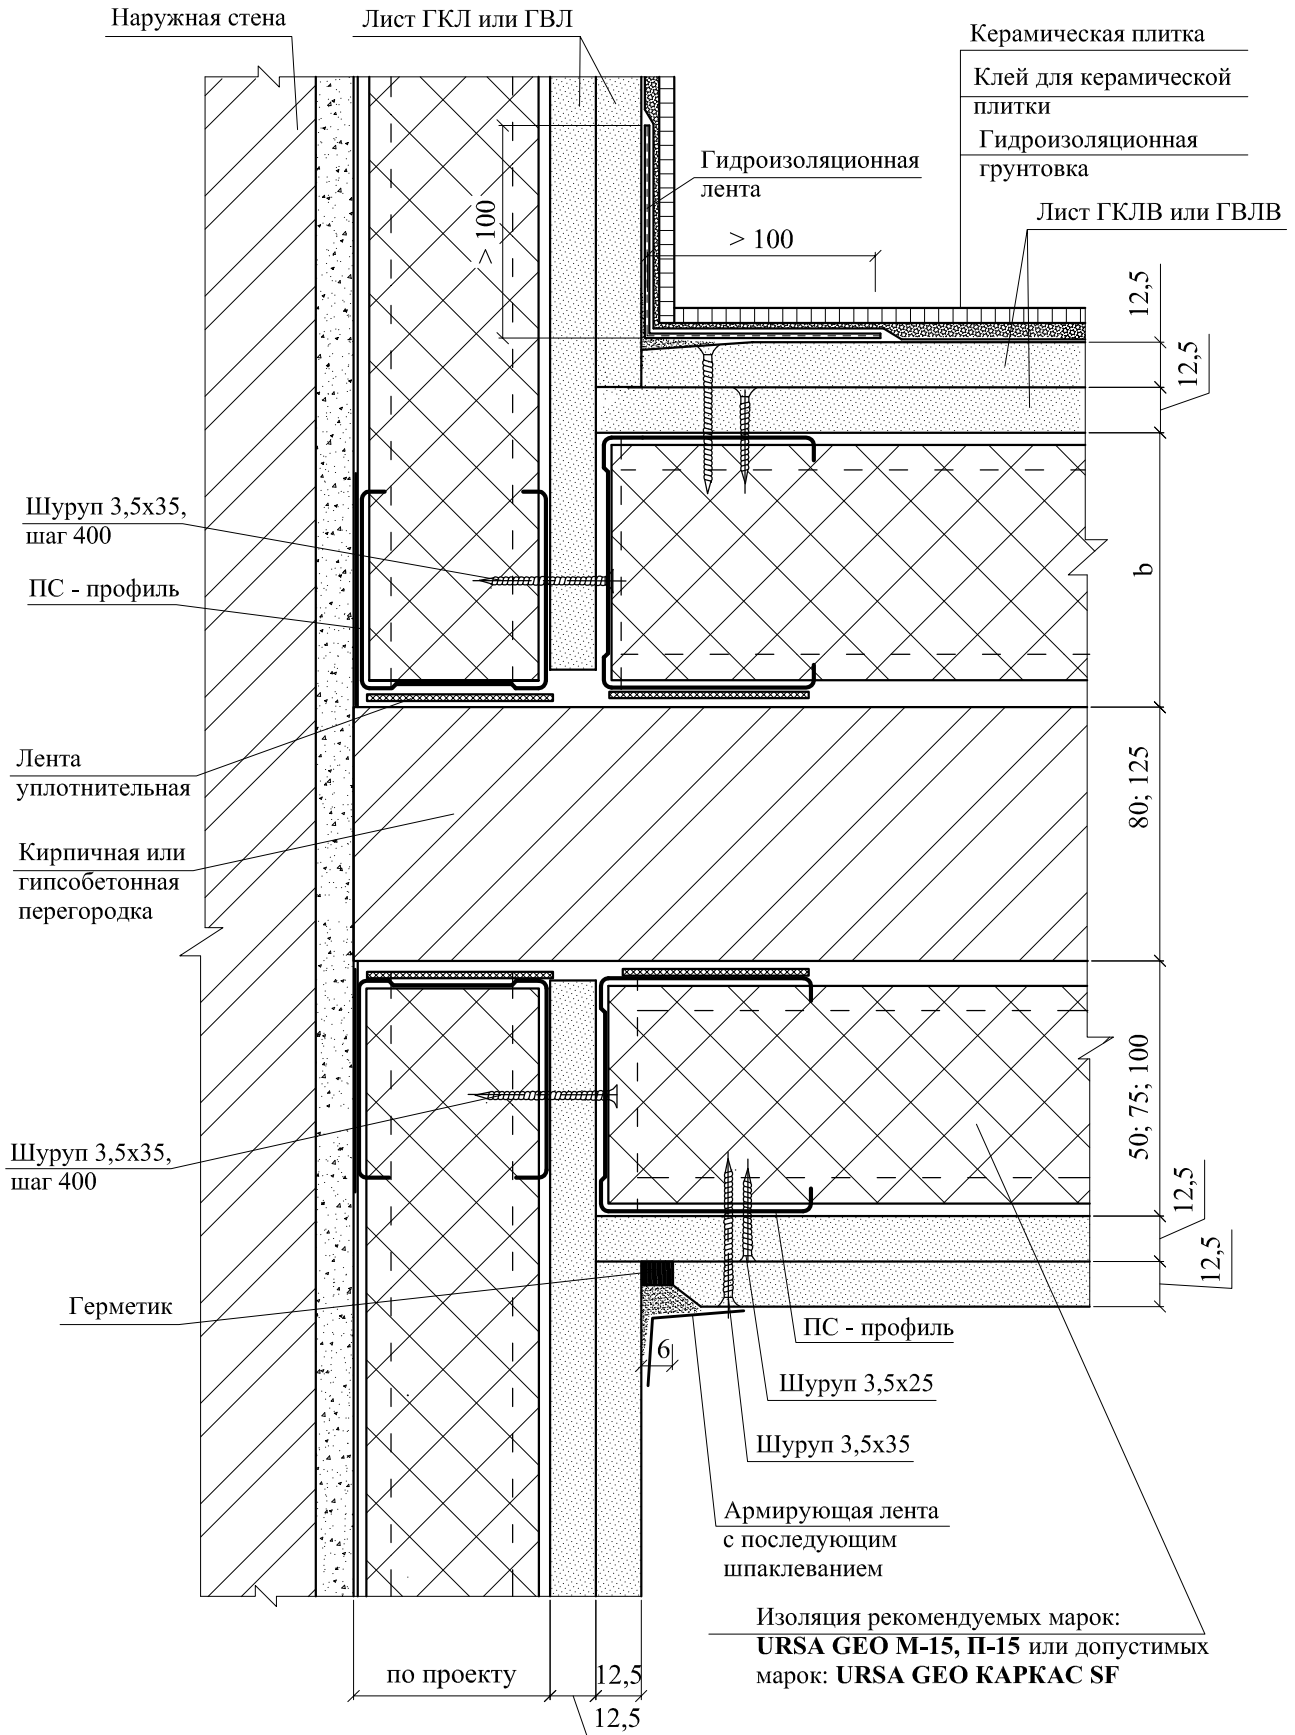 Наружная стена
Лист ГКЛ или ГВЛ
Керамическая плитка
Клей для керамической
плитки
Гидроизоляционная
грунтовка
Гидроизоляционная
лента
Лист ГКЛВ или ГВЛВ
> 100
> 100
12,5
12,5
Шуруп 3,5х35,
шаг 400
ПС - профиль
b
Лента
уплотнительная
80; 125
Кирпичная или
гипсобетонная
перегородка
50; 75; 100
Шуруп 3,5х35,
шаг 400
12,5
12,5
Герметик
ПС - профиль
6
Шуруп 3,5х25
Шуруп 3,5х35
Армирующая лента
с последующим
шпаклеванием
Изоляция рекомендуемых марок:
URSA GEO М-15, П-15 или допустимых
марок: URSA GEO КАРКАС SF
по проекту
12,5
12,5